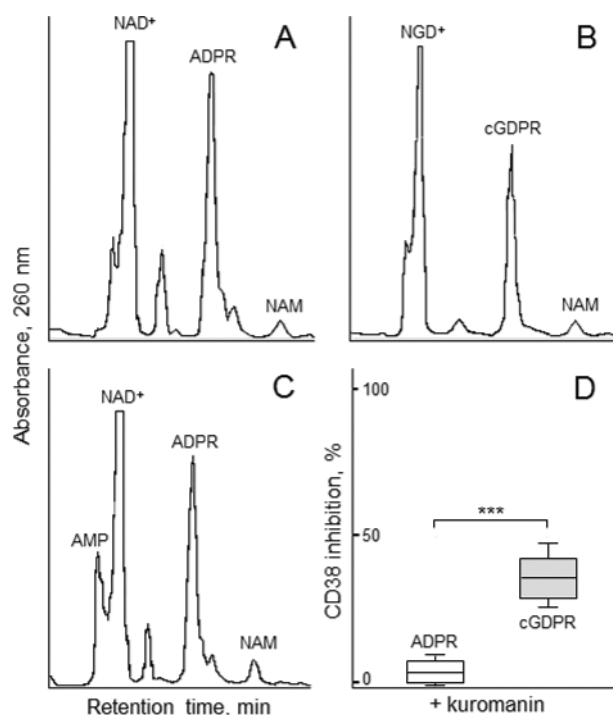 A
NAD+
ADPR
NAM
B
NGD+
cGDPR
NAM
Absorbance, 260 nm
C
NAD+
ADPR
AMP
NAM
Retention time, min
D
CD38 inhibition, %
100
50
0
***
ADPR
cGDPR
+ kuromanin